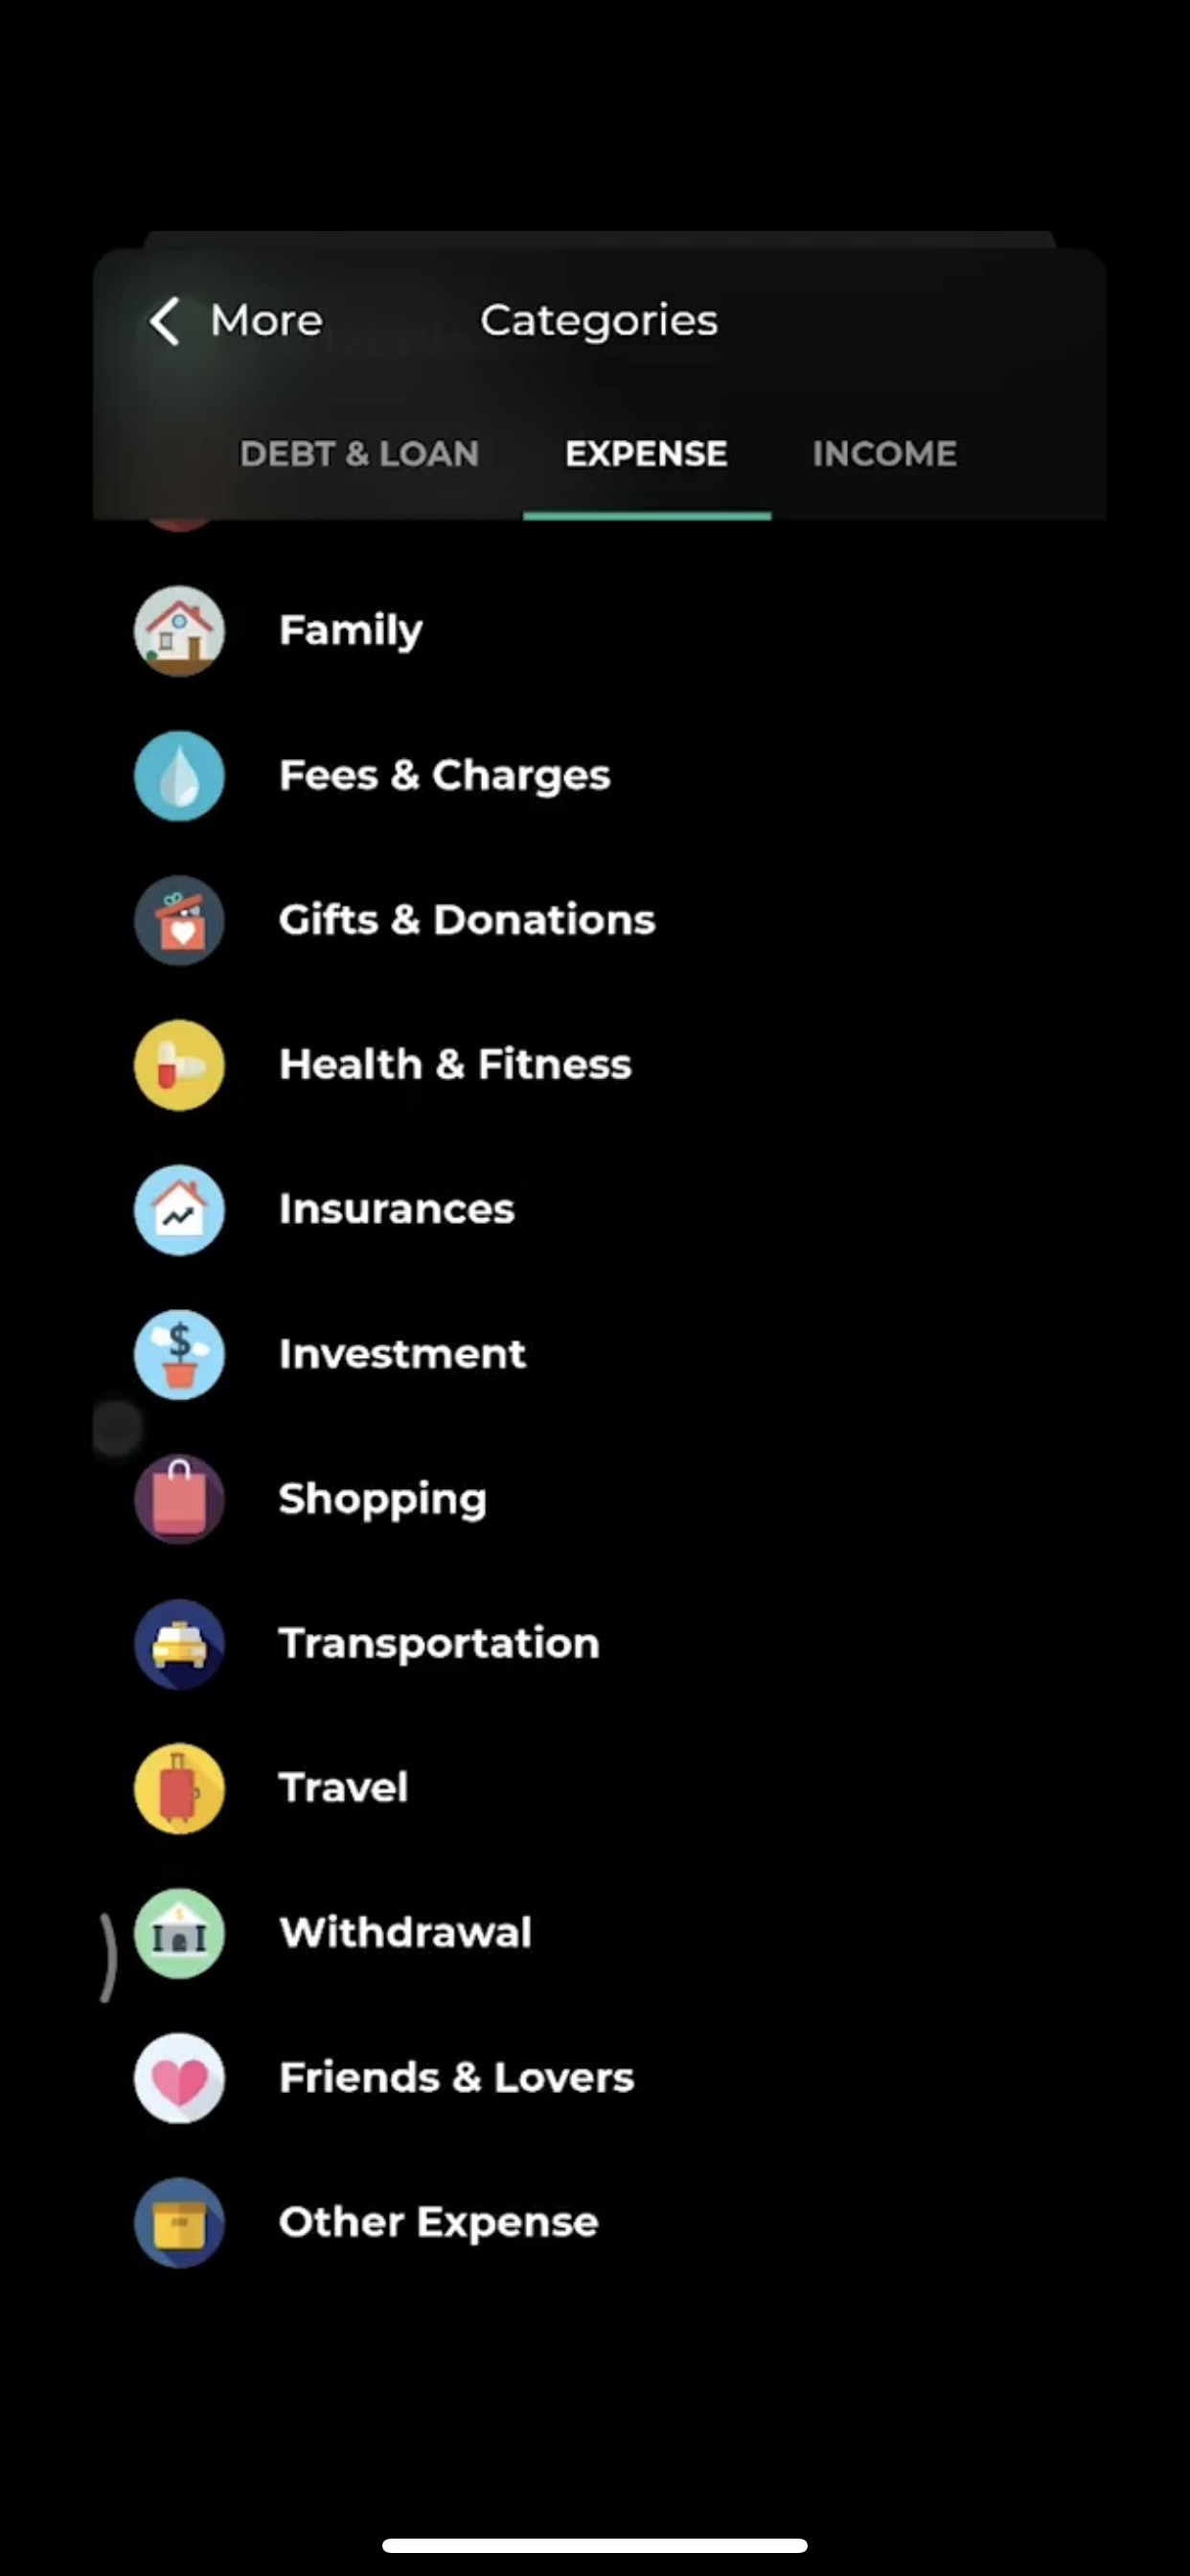 More
Categories
DEBT & LOAN
EXPENSE
INCOME
Family
Fees & Charges
Gifts & Donations
Health & Fitness
Insurances
Investment
Shopping
Transportation
Travel
Withdrawal
Friends & Lovers
Other Expense